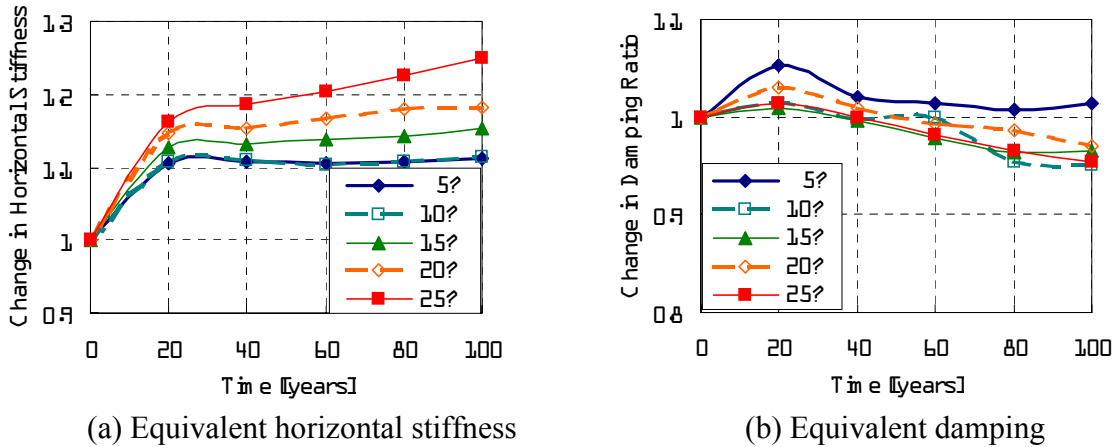 1.3
1.2
1.1
1
0.9
Change in Horizontal Stiffness
0 20 40 60 80 100
Time [years]
5?
10?
15?
20?
25?
(a) Equivalent horizontal stiffness
1.1
1
0.9
0.8
Change in Damping Ratio
0 20 40 60 80 100
Time [years]
5?
10?
15?
20?
25?
(b) Equivalent damping